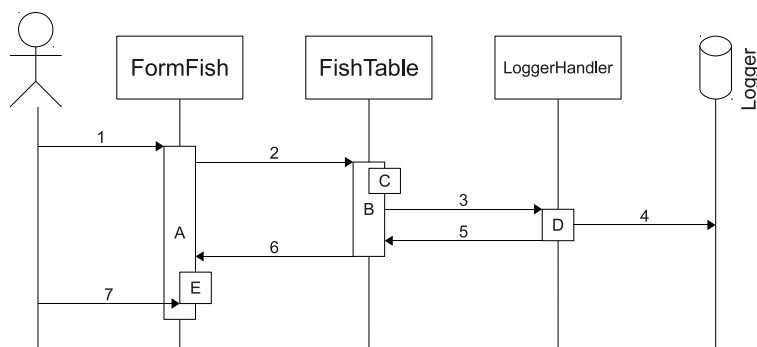 FormFish
FishTable
LoggerHandler
Logger
1
2
C
3
B
D
4
A
5
6
E
7